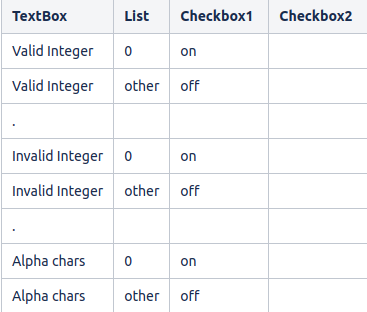 TextBox List Checkbox1 Checkbox2
Valid Integer 0 on
Valid Integer other off
.
Invalid Integer 0 on
Invalid Integer other off
.
Alpha chars 0 on
Alpha chars other off